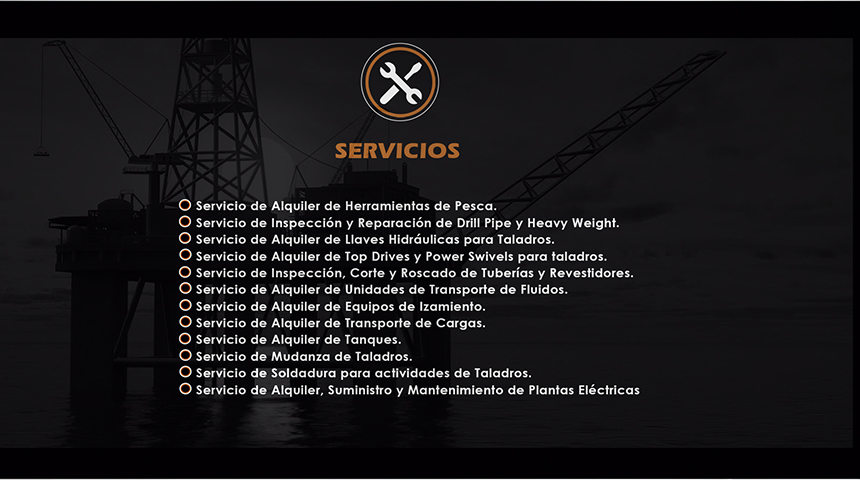 SERVICIOS
Servicio de Alquiler de Herramientas de Pesca.
Servicio de Inspección y Reparación de Drill Pipe y Heavy Weight.
Servicio de Alquiler de Llaves Hidráulicas para Taladros.
Servicio de Alquiler de Top Drives y Power Swivels para taladros.
Servicio de Inspección, Corte y Roscado de Tuberías y Revestidores.
Servicio de Alquiler de Unidades de Transporte de Fluidos.
Servicio de Alquiler de Equipos de Izamiento.
Servicio de Alquiler de Transporte de Cargas.
Servicio de Alquiler de Tanques.
Servicio de Mudanza de Taladros.
Servicio de Soldadura para actividades de Taladros.
Servicio de Alquiler, Suministro y Mantenimiento de Plantas Eléctricas